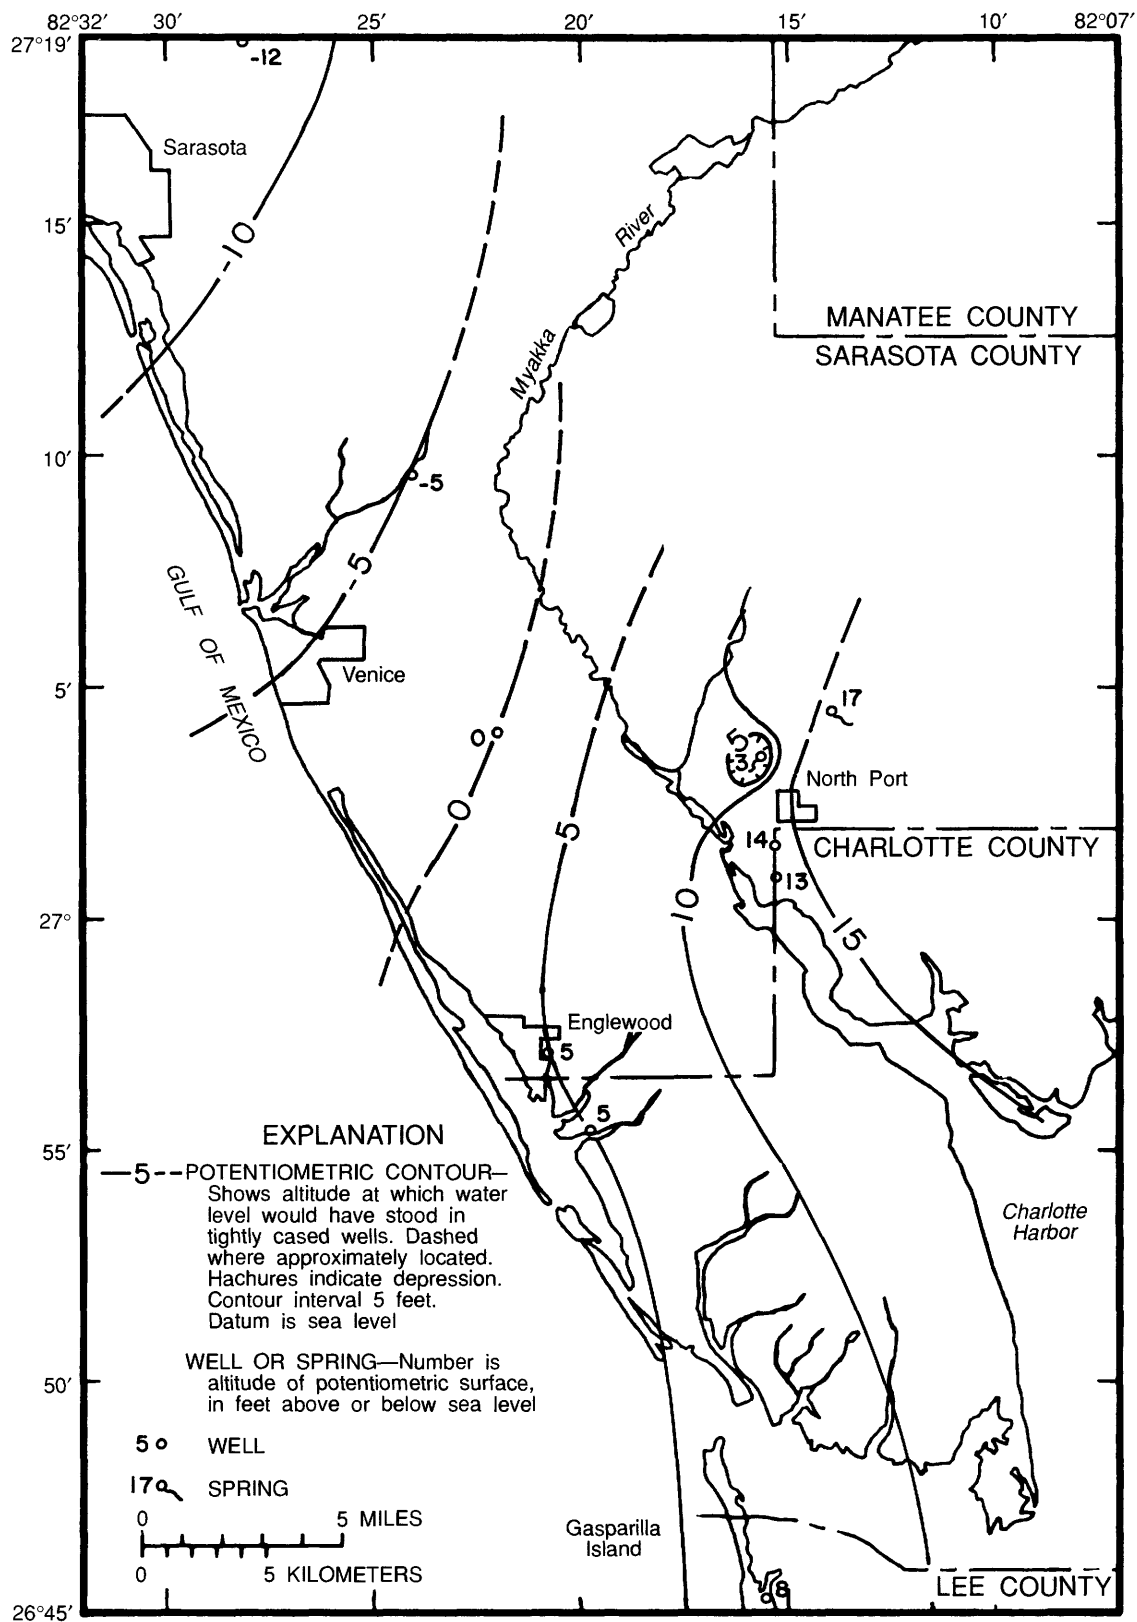 82°32′ 30′ 25′ 20′ 15′ 10′ 82°07′
27°19′
-12
Sarasota
15′
-10
River
MANATEE COUNTY
SARASOTA COUNTY
Myakka
10′
-5
-5
GULF OF MEXICO
Venice
5′
17
0
5
3
North Port
0
5
14
CHARLOTTE COUNTY
13
10
15
27°
Englewood
5
5
EXPLANATION
55′
—5--- POTENTIOMETRIC CONTOUR—
Shows altitude at which water
level would have stood in
tightly cased wells. Dashed
where approximately located.
Hachures indicate depression.
Contour interval 5 feet.
Datum is sea level
Charlotte
Harbor
WELL OR SPRING—Number is
altitude of potentiometric surface,
in feet above or below sea level
50′
5 WELL
17 SPRING
0 5 MILES
0 5 KILOMETERS
Gasparilla
Island
8
LEE COUNTY
26°45′